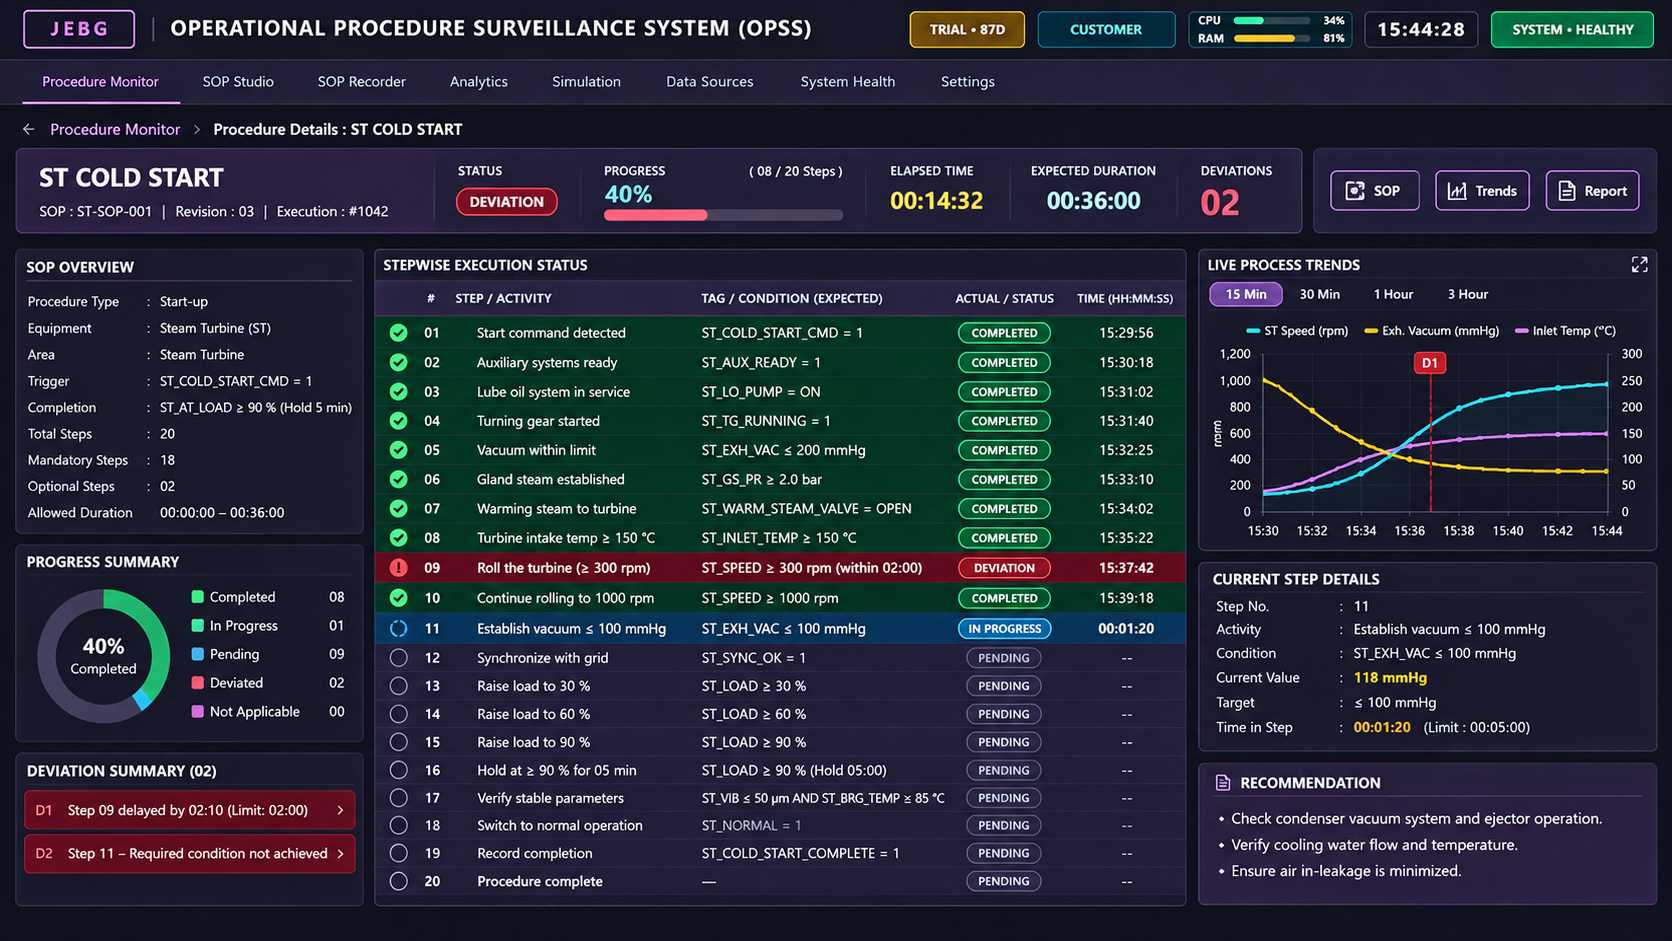 JEBG
OPERATIONAL PROCEDURE SURVEILLANCE SYSTEM (OPSS)
TRIAL • 87D
CUSTOMER
CPU 34%
RAM 81%
15:44:28
SYSTEM • HEALTHY
Procedure Monitor
SOP Studio
SOP Recorder
Analytics
Simulation
Data Sources
System Health
Settings
← Procedure Monitor > Procedure Details : ST COLD START
ST COLD START
SOP : ST-SOP-001 | Revision : 03 | Execution : #1042
STATUS
DEVIATION
PROGRESS ( 08 / 20 Steps )
40%
ELAPSED TIME
00:14:32
EXPECTED DURATION
00:36:00
DEVIATIONS
02
SOP
Trends
Report
SOP OVERVIEW
Procedure Type : Start-up
Equipment : Steam Turbine (ST)
Area : Steam Turbine
Trigger : ST_COLD_START_CMD = 1
Completion : ST_AT_LOAD ≥ 90 % (Hold 5 min)
Total Steps : 20
Mandatory Steps : 18
Optional Steps : 02
Allowed Duration 00:00:00 – 00:36:00
PROGRESS SUMMARY
40%
Completed
Completed 08
In Progress 01
Pending 09
Deviated 02
Not Applicable 00
DEVIATION SUMMARY (02)
D1 Step 09 delayed by 02:10 (Limit: 02:00) >
D2 Step 11 – Required condition not achieved >
STEPWISE EXECUTION STATUS
# STEP / ACTIVITY TAG / CONDITION (EXPECTED) ACTUAL / STATUS TIME (HH:MM:SS)
01 Start command detected ST_COLD_START_CMD = 1 COMPLETED 15:29:56
02 Auxiliary systems ready ST_AUX_READY = 1 COMPLETED 15:30:18
03 Lube oil system in service ST_LO_PUMP = ON COMPLETED 15:31:02
04 Turning gear started ST_TG_RUNNING = 1 COMPLETED 15:31:40
05 Vacuum within limit ST_EXH_VAC ≤ 200 mmHg COMPLETED 15:32:25
06 Gland steam established ST_GS_PR ≥ 2.0 bar COMPLETED 15:33:10
07 Warming steam to turbine ST_WARM_STEAM_VALVE = OPEN COMPLETED 15:34:02
08 Turbine intake temp ≥ 150 °C ST_INLET_TEMP ≥ 150 °C COMPLETED 15:35:22
09 Roll the turbine (≥ 300 rpm) ST_SPEED ≥ 300 rpm (within 02:00) DEVIATION 15:37:42
10 Continue rolling to 1000 rpm ST_SPEED ≥ 1000 rpm COMPLETED 15:39:18
11 Establish vacuum ≤ 100 mmHg ST_EXH_VAC ≤ 100 mmHg IN PROGRESS 00:01:20
12 Synchronize with grid ST_SYNC_OK = 1 PENDING --
13 Raise load to 30 % ST_LOAD ≥ 30 % PENDING --
14 Raise load to 60 % ST_LOAD ≥ 60 % PENDING --
15 Raise load to 90 % ST_LOAD ≥ 90 % PENDING --
16 Hold at ≥ 90 % for 05 min ST_LOAD ≥ 90 % (Hold 05:00) PENDING --
17 Verify stable parameters ST_VIB ≤ 50 µm AND ST_BRG_TEMP ≥ 85 °C PENDING --
18 Switch to normal operation ST_NORMAL = 1 PENDING --
19 Record completion ST_COLD_START_COMPLETE = 1 PENDING --
20 Procedure complete — PENDING --
LIVE PROCESS TRENDS
15 Min 30 Min 1 Hour 3 Hour
ST Speed (rpm) Exh. Vacuum (mmHg) Inlet Temp (°C)
D1
1,200 300
1,000 250
800 200
600 150
400 100
200 50
0 0
15:30 15:32 15:34 15:36 15:38 15:40 15:42 15:44
CURRENT STEP DETAILS
Step No. : 11
Activity : Establish vacuum ≤ 100 mmHg
Condition : ST_EXH_VAC ≤ 100 mmHg
Current Value : 118 mmHg
Target : ≤ 100 mmHg
Time in Step : 00:01:20 (Limit : 00:05:00)
RECOMMENDATION
• Check condenser vacuum system and ejector operation.
• Verify cooling water flow and temperature.
• Ensure air in-leakage is minimized.